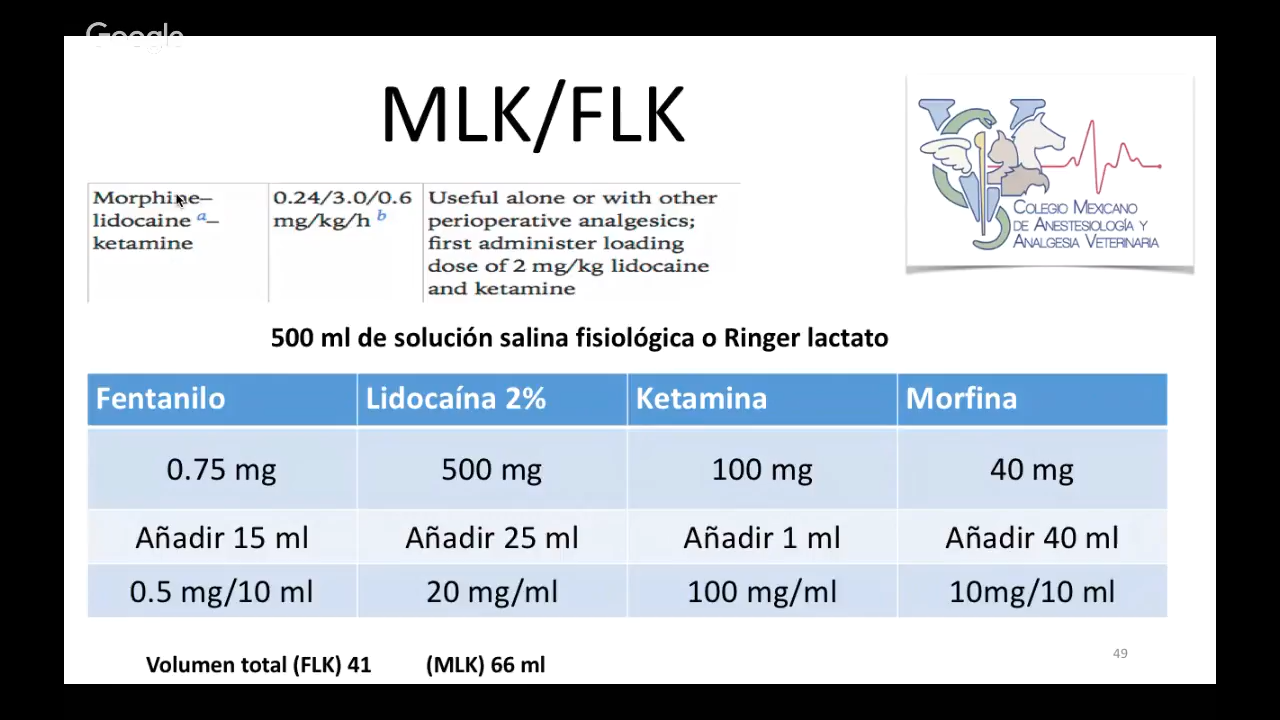 Google
MLK/FLK
Morphine–
lidocaine a–
ketamine
0.24/3.0/0.6
mg/kg/h b
Useful alone or with other
perioperative analgesics;
first administer loading
dose of 2 mg/kg lidocaine
and ketamine
COLEGIO MEXICANO
DE ANESTESIOLOGÍA Y
ANALGESIA VETERINARIA
500 ml de solución salina fisiológica o Ringer lactato
Fentanilo Lidocaína 2% Ketamina Morfina
0.75 mg 500 mg 100 mg 40 mg
Añadir 15 ml Añadir 25 ml Añadir 1 ml Añadir 40 ml
0.5 mg/10 ml 20 mg/ml 100 mg/ml 10mg/10 ml
Volumen total (FLK) 41 (MLK) 66 ml
49